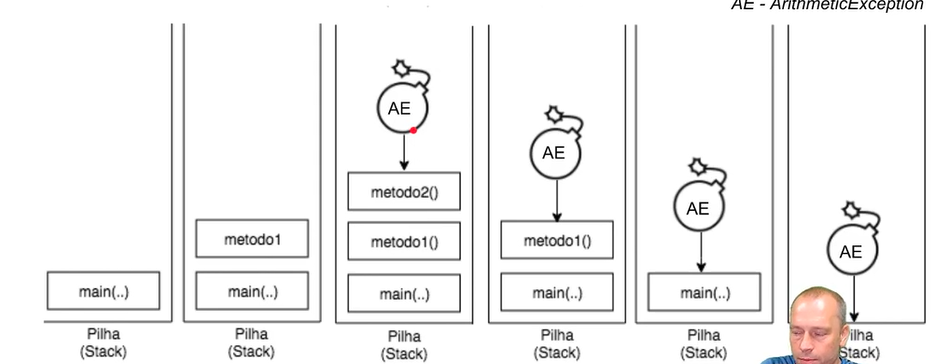 AE - ArithmeticException
main(..)
Pilha
(Stack)
metodo1
main(..)
Pilha
(Stack)
AE
metodo2()
metodo1()
main(..)
Pilha
(Stack)
AE
metodo1()
main(..)
Pilha
(Stack)
AE
main(..)
Pilha
(Stack)
AE
ilha
Stack)